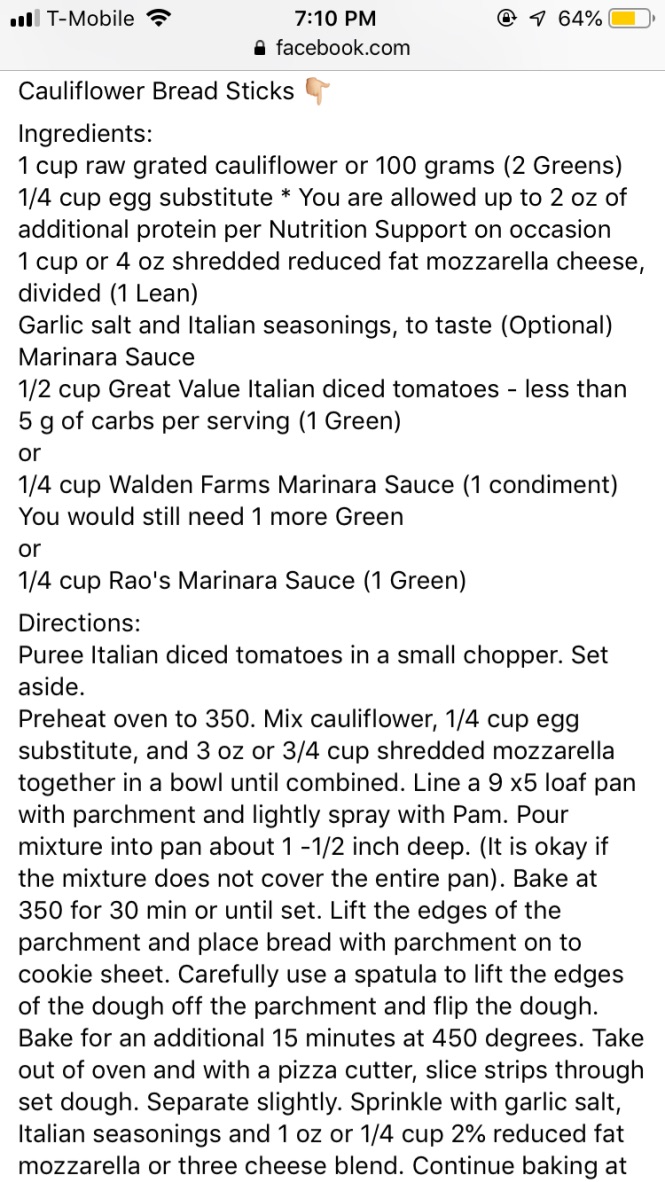 T-Mobile 7:10 PM 64%
facebook.com
Cauliflower Bread Sticks 👇🏼
Ingredients:
1 cup raw grated cauliflower or 100 grams (2 Greens)
1/4 cup egg substitute * You are allowed up to 2 oz of
additional protein per Nutrition Support on occasion
1 cup or 4 oz shredded reduced fat mozzarella cheese,
divided (1 Lean)
Garlic salt and Italian seasonings, to taste (Optional)
Marinara Sauce
1/2 cup Great Value Italian diced tomatoes - less than
5 g of carbs per serving (1 Green)
or
1/4 cup Walden Farms Marinara Sauce (1 condiment)
You would still need 1 more Green
or
1/4 cup Rao's Marinara Sauce (1 Green)
Directions:
Puree Italian diced tomatoes in a small chopper. Set
aside.
Preheat oven to 350. Mix cauliflower, 1/4 cup egg
substitute, and 3 oz or 3/4 cup shredded mozzarella
together in a bowl until combined. Line a 9 x5 loaf pan
with parchment and lightly spray with Pam. Pour
mixture into pan about 1 -1/2 inch deep. (It is okay if
the mixture does not cover the entire pan). Bake at
350 for 30 min or until set. Lift the edges of the
parchment and place bread with parchment on to
cookie sheet. Carefully use a spatula to lift the edges
of the dough off the parchment and flip the dough.
Bake for an additional 15 minutes at 450 degrees. Take
out of oven and with a pizza cutter, slice strips through
set dough. Separate slightly. Sprinkle with garlic salt,
Italian seasonings and 1 oz or 1/4 cup 2% reduced fat
mozzarella or three cheese blend. Continue baking at